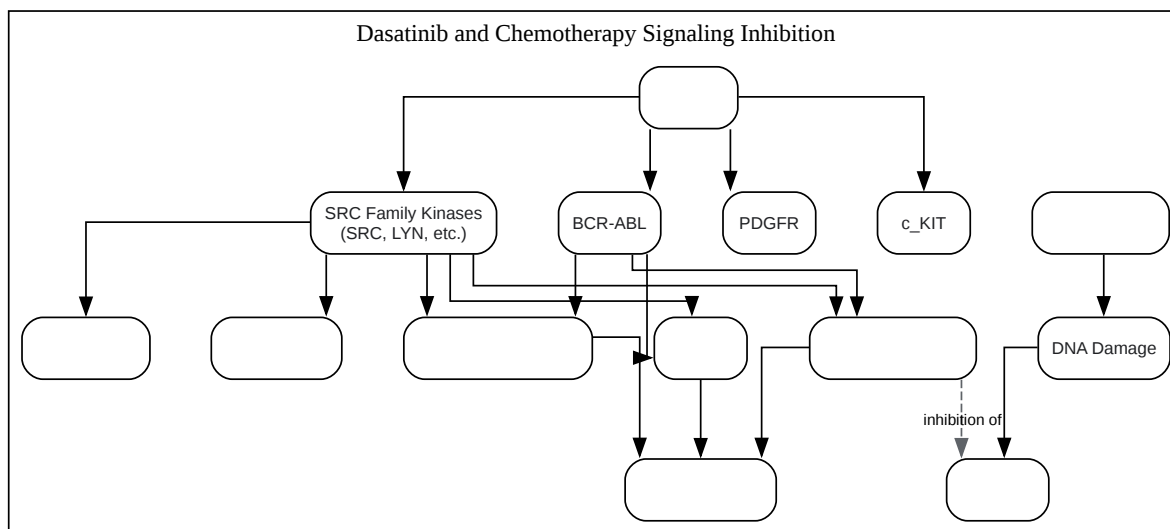 Dasatinib and Chemotherapy Signaling Inhibition
SRC Family Kinases
(SRC, LYN, etc.)
BCR-ABL
PDGFR
c_KIT
DNA Damage
inhibition of